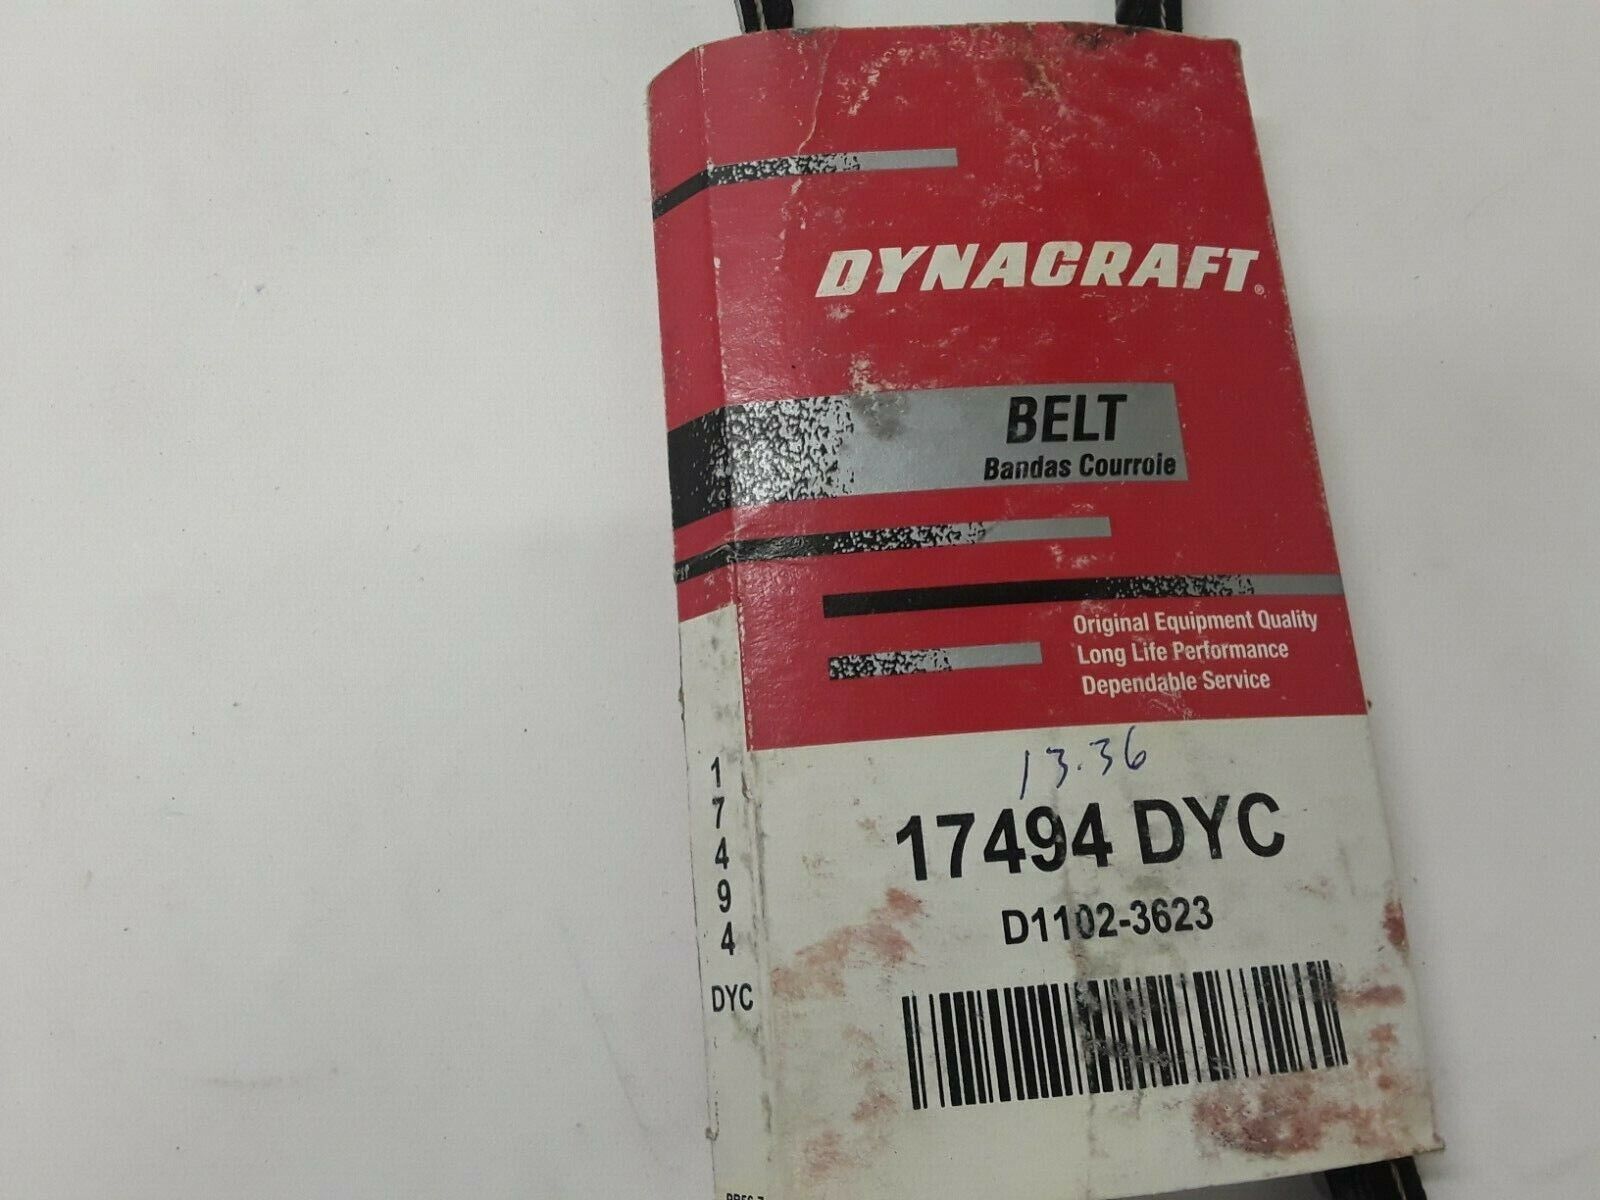 DYNACRAFT®
BELT
Bandas Courroie
Original Equipment Quality
Long Life Performance
Dependable Service
13.36
17494 DYC
D1102-3623
1
7
4
9
4
DYC